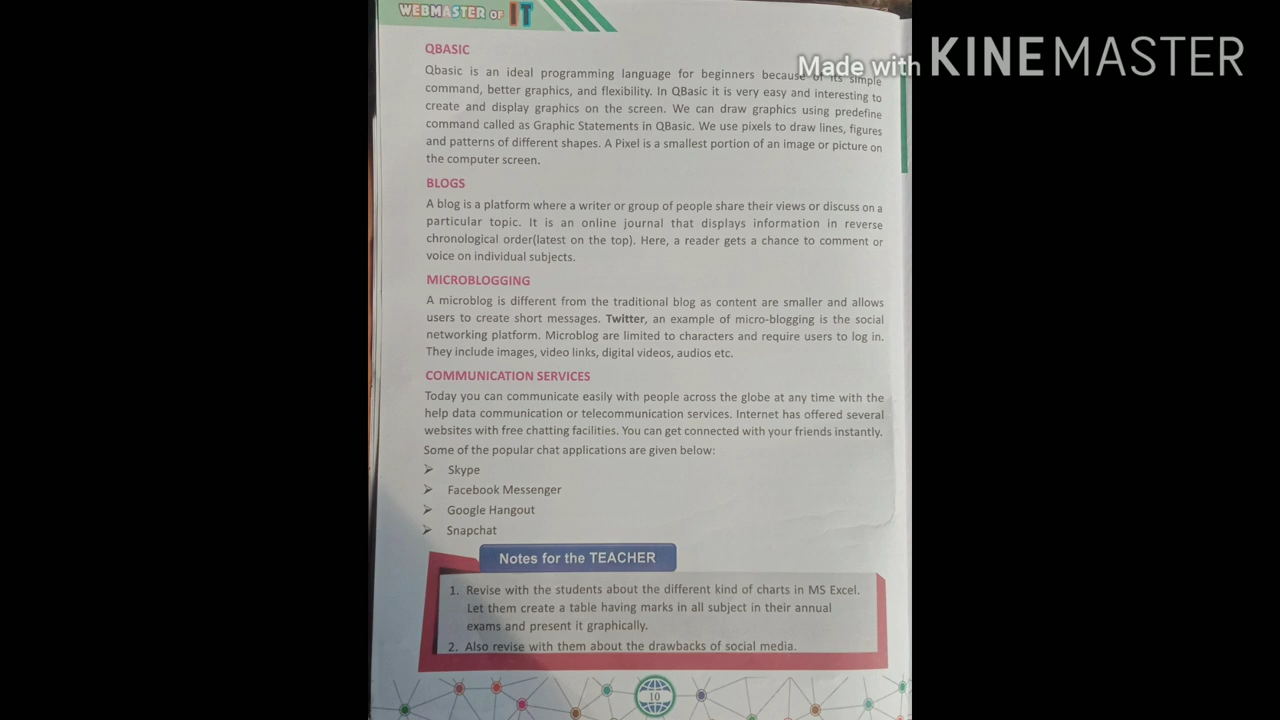 WEBMASTER OF IT
Made with KINEMASTER
QBASIC
Qbasic is an ideal programming language for beginners because of its simple
command, better graphics, and flexibility. In QBasic it is very easy and interesting to
create and display graphics on the screen. We can draw graphics using predefine
command called as Graphic Statements in QBasic. We use pixels to draw lines, figures
and patterns of different shapes. A Pixel is a smallest portion of an image or picture on
the computer screen.
BLOGS
A blog is a platform where a writer or group of people share their views or discuss on a
particular topic. It is an online journal that displays information in reverse
chronological order(latest on the top). Here, a reader gets a chance to comment or
voice on individual subjects.
MICROBLOGGING
A microblog is different from the traditional blog as content are smaller and allows
users to create short messages. Twitter, an example of micro-blogging is the social
networking platform. Microblog are limited to characters and require users to log in.
They include images, video links, digital videos, audios etc.
COMMUNICATION SERVICES
Today you can communicate easily with people across the globe at any time with the
help data communication or telecommunication services. Internet has offered several
websites with free chatting facilities. You can get connected with your friends instantly.
Some of the popular chat applications are given below:
➢ Skype
➢ Facebook Messenger
➢ Google Hangout
➢ Snapchat
Notes for the TEACHER
1. Revise with the students about the different kind of charts in MS Excel.
Let them create a table having marks in all subject in their annual
exams and present it graphically.
2. Also revise with them about the drawbacks of social media.
10